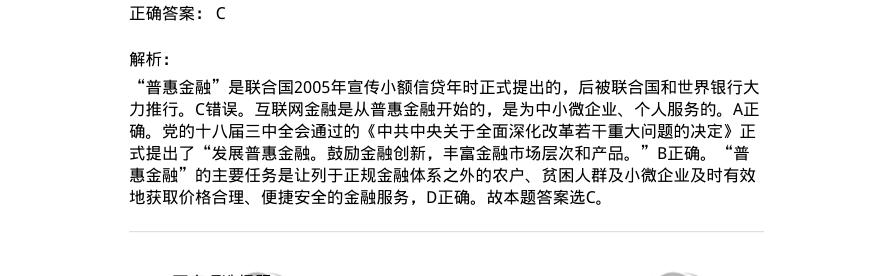 正确答案： C
解析：
“普惠金融”是联合国2005年宣传小额信贷年时正式提出的，后被联合国和世界银行大
力推行。C错误。互联网金融是从普惠金融开始的，是为中小微企业、个人服务的。A正
确。党的十八届三中全会通过的《中共中央关于全面深化改革若干重大问题的决定》正
式提出了“发展普惠金融。鼓励金融创新，丰富金融市场层次和产品。”B正确。“普
惠金融”的主要任务是让列于正规金融体系之外的农户、贫困人群及小微企业及时有效
地获取价格合理、便捷安全的金融服务，D正确。故本题答案选C。